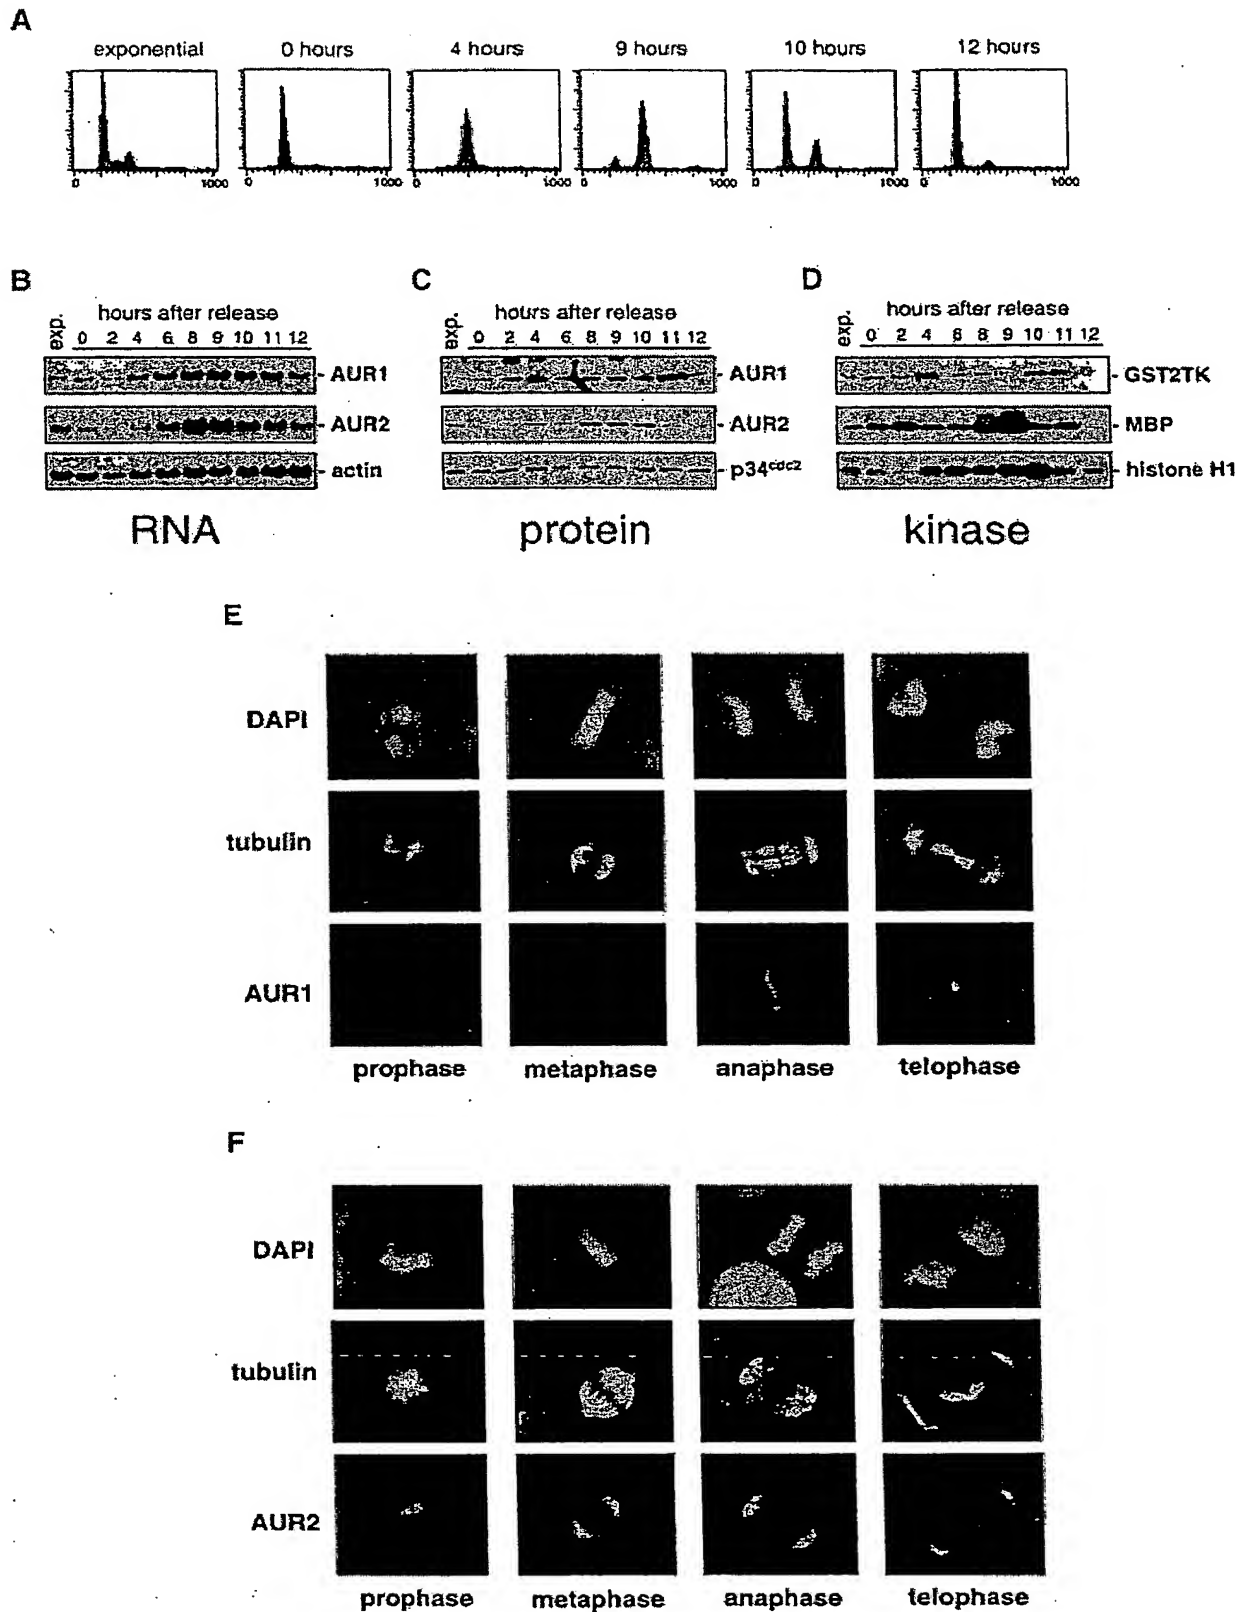 A
exponential 0 hours 4 hours 9 hours 10 hours 12 hours
0 1000 0 1000 0 1000 0 1000 0 1000 0 1000
B C D
hours after release hours after release hours after release
exp. 0 2 4 6 8 9 10 11 12 exp. 0 2 4 6 8 9 10 11 12 exp. 0 2 4 6 8 9 10 11 12
AUR1 AUR1 GST2TK
AUR2 AUR2 MBP
actin p34cdc2 histone H1
RNA protein kinase
E
DAPI
tubulin
AUR1
prophase metaphase anaphase telophase
F
DAPI
tubulin
AUR2
prophase metaphase anaphase telophase